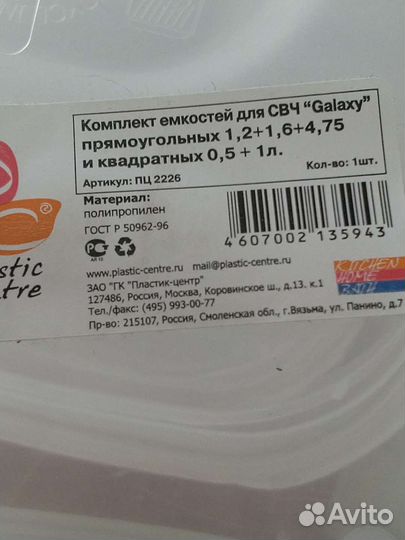 Комплект емкостей для СВЧ "Galaxy"
прямоугольных 1,2+1,6+4,75
и квадратных 0,5 + 1л.
Кол-во: 1шт.
Артикул: ПЦ 2226
Материал:
полипропилен
ГОСТ Р 50962-96
4 607002 135943
stic
ntre
www.plastic-centre.ru mail@plastic-centre.ru
ЗАО "ГК "Пластик-центр"
127486, Россия, Москва, Коровинское ш., д.13. к.1
Тел./факс: (495) 993-00-77
Пр-во: 215107, Россия, Смоленская обл., г.Вязьма, ул. Панино, д.7
KITCHEN
HOME
BATH
Avito